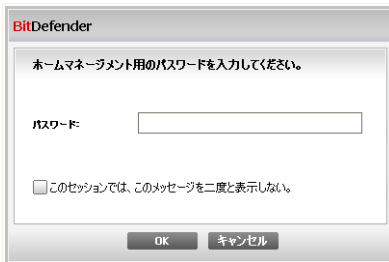 BitDefender
ホームマネージメント用のパスワードを入力してください。
パスワード:
このセッションでは、このメッセージを二度と表示しない。
OK キャンセル